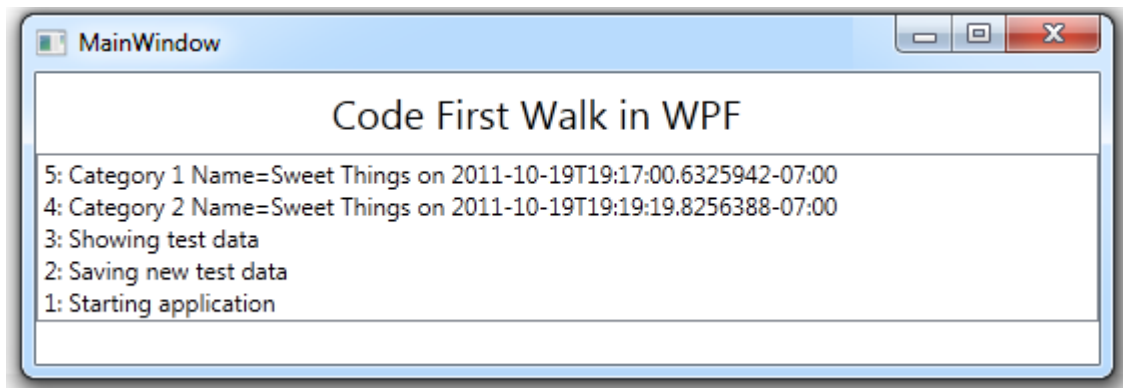 MainWindow
Code First Walk in WPF
5: Category 1 Name=Sweet Things on 2011-10-19T19:17:00.6325942-07:00
4: Category 2 Name=Sweet Things on 2011-10-19T19:19:19.8256388-07:00
3: Showing test data
2: Saving new test data
1: Starting application